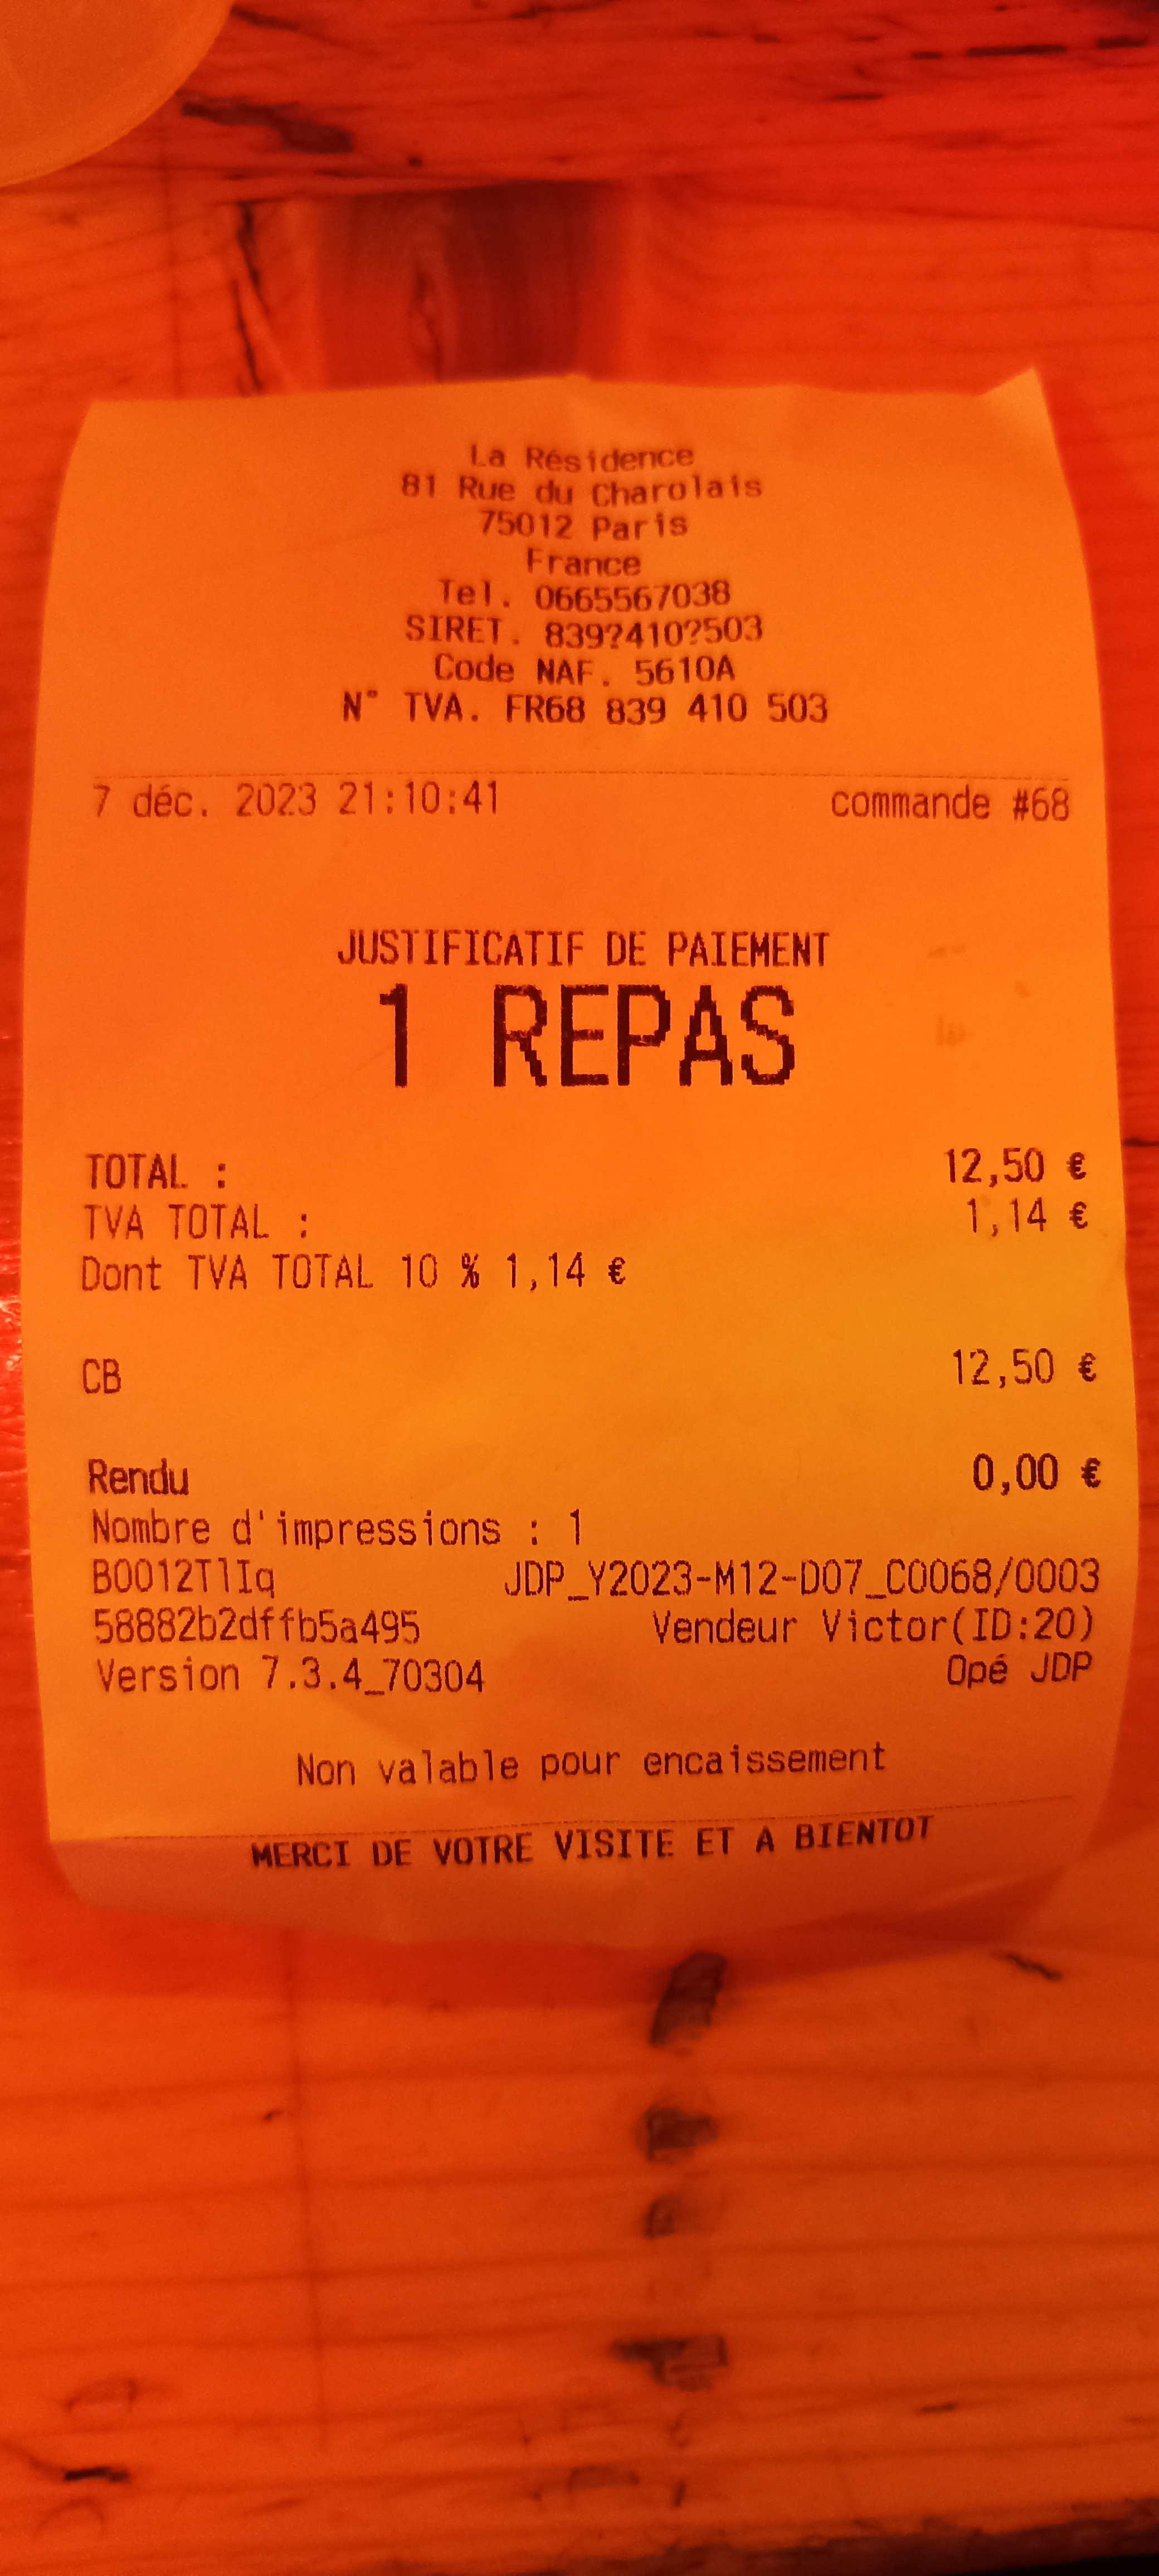 La Résidence
81 Rue du Charolais
75012 Paris
France
Tel. 0665567038
SIRET. 839?410?503
Code NAF. 5610A
N° TVA. FR68 839 410 503
7 déc. 2023 21:10:41 commande #68
JUSTIFICATIF DE PAIEMENT
1 REPAS
TOTAL : 12,50 €
TVA TOTAL : 1,14 €
Dont TVA TOTAL 10 % 1,14 €
CB 12,50 €
Rendu 0,00 €
Nombre d'impressions : 1
B0012TlIq JDP_Y2023-M12-D07_C0068/0003
58882b2dffb5a495 Vendeur Victor(ID:20)
Version 7.3.4_70304 Opé JDP
Non valable pour encaissement
MERCI DE VOTRE VISITE ET A BIENTOT